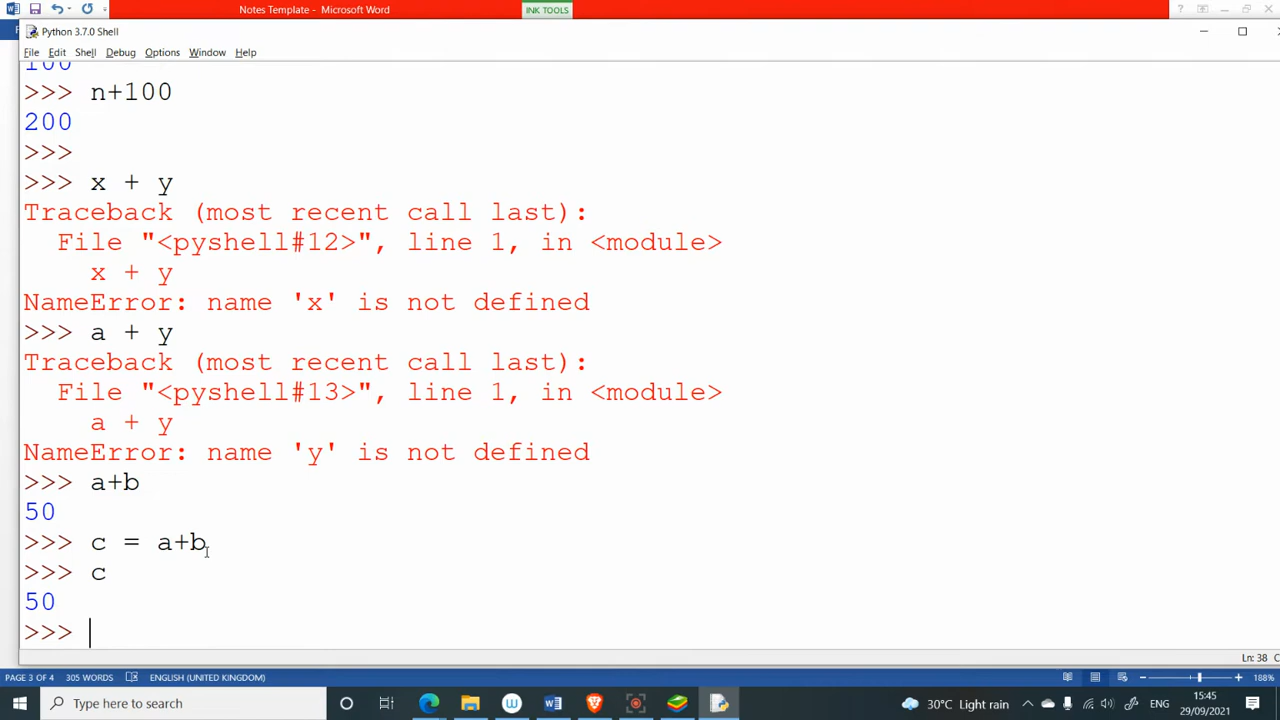 Notes Template - Microsoft Word
INK TOOLS
Python 3.7.0 Shell
File Edit Shell Debug Options Window Help
100
>>> n+100
200
>>>
>>> x + y
Traceback (most recent call last):
  File "<pyshell#12>", line 1, in <module>
    x + y
NameError: name 'x' is not defined
>>> a + y
Traceback (most recent call last):
  File "<pyshell#13>", line 1, in <module>
    a + y
NameError: name 'y' is not defined
>>> a+b
50
>>> c = a+b
>>> c
50
>>>
Ln: 38 C
PAGE 3 OF 4 305 WORDS ENGLISH (UNITED KINGDOM) 188%
Type here to search
30°C Light rain
ENG
15:45
29/09/2021